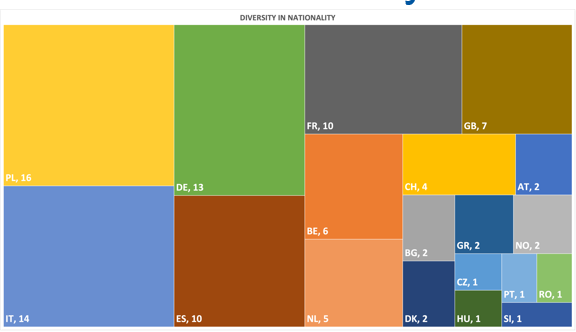 DIVERSITY IN NATIONALITY
PL, 16
IT, 14
DE, 13
ES, 10
FR, 10
GB, 7
BE, 6
NL, 5
CH, 4
AT, 2
BG, 2
GR, 2
NO, 2
DK, 2
CZ, 1
HU, 1
PT, 1
RO, 1
SI, 1